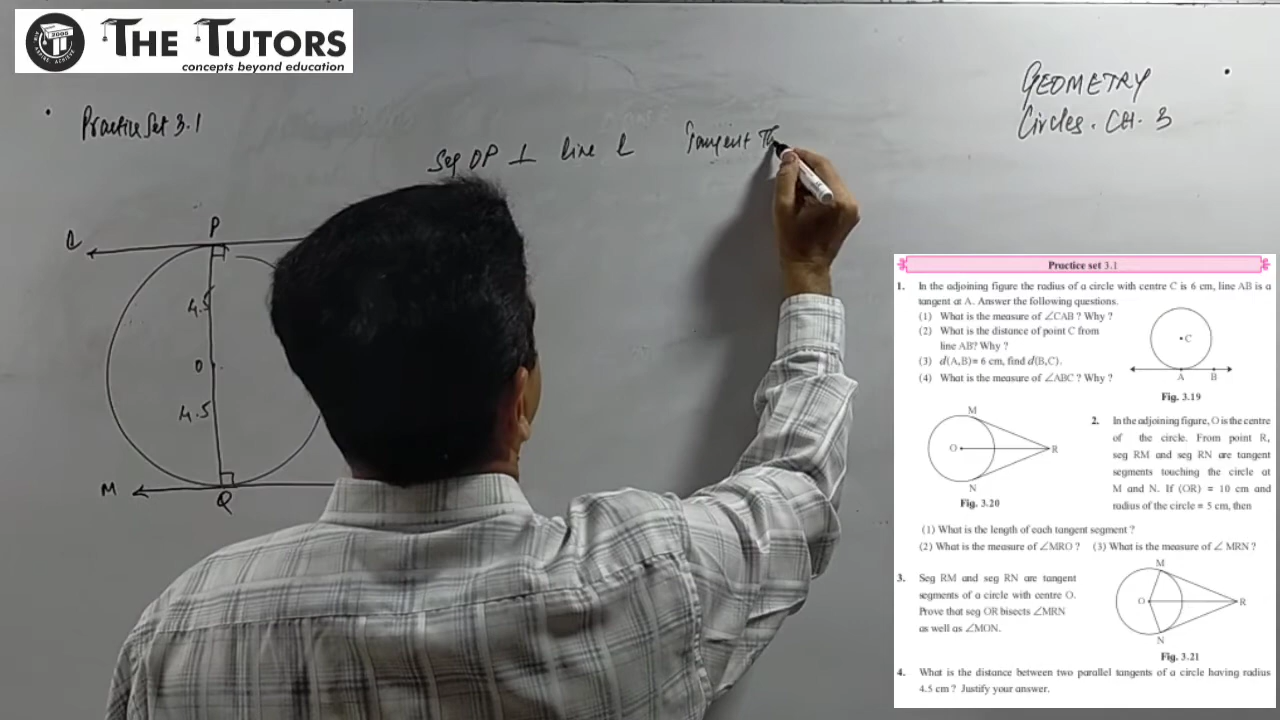 THE TUTORS
concepts beyond education
2008
GEOMETRY
Circles. CH. 3
Practice Set 3.1
Seg OP ⊥ line l Tangent Th
P
4.5
O
4.5
M
Q
Practice set 3.1
1. In the adjoining figure the radius of a circle with centre C is 6 cm, line AB is a
tangent at A. Answer the following questions.
(1) What is the measure of ∠CAB ? Why ?
(2) What is the distance of point C from
line AB? Why ?
(3) d(A,B)= 6 cm, find d(B,C).
(4) What is the measure of ∠ABC ? Why ?
C
A B
Fig. 3.19
M
O R
N
Fig. 3.20
2. In the adjoining figure, O is the centre
of the circle. From point R,
seg RM and seg RN are tangent
segments touching the circle at
M and N. If (OR) = 10 cm and
radius of the circle = 5 cm, then
(1) What is the length of each tangent segment ?
(2) What is the measure of ∠MRO ? (3) What is the measure of ∠ MRN ?
3. Seg RM and seg RN are tangent
segments of a circle with centre O.
Prove that seg OR bisects ∠MRN
as well as ∠MON.
M
O R
N
Fig. 3.21
4. What is the distance between two parallel tangents of a circle having radius
4.5 cm ? Justify your answer.